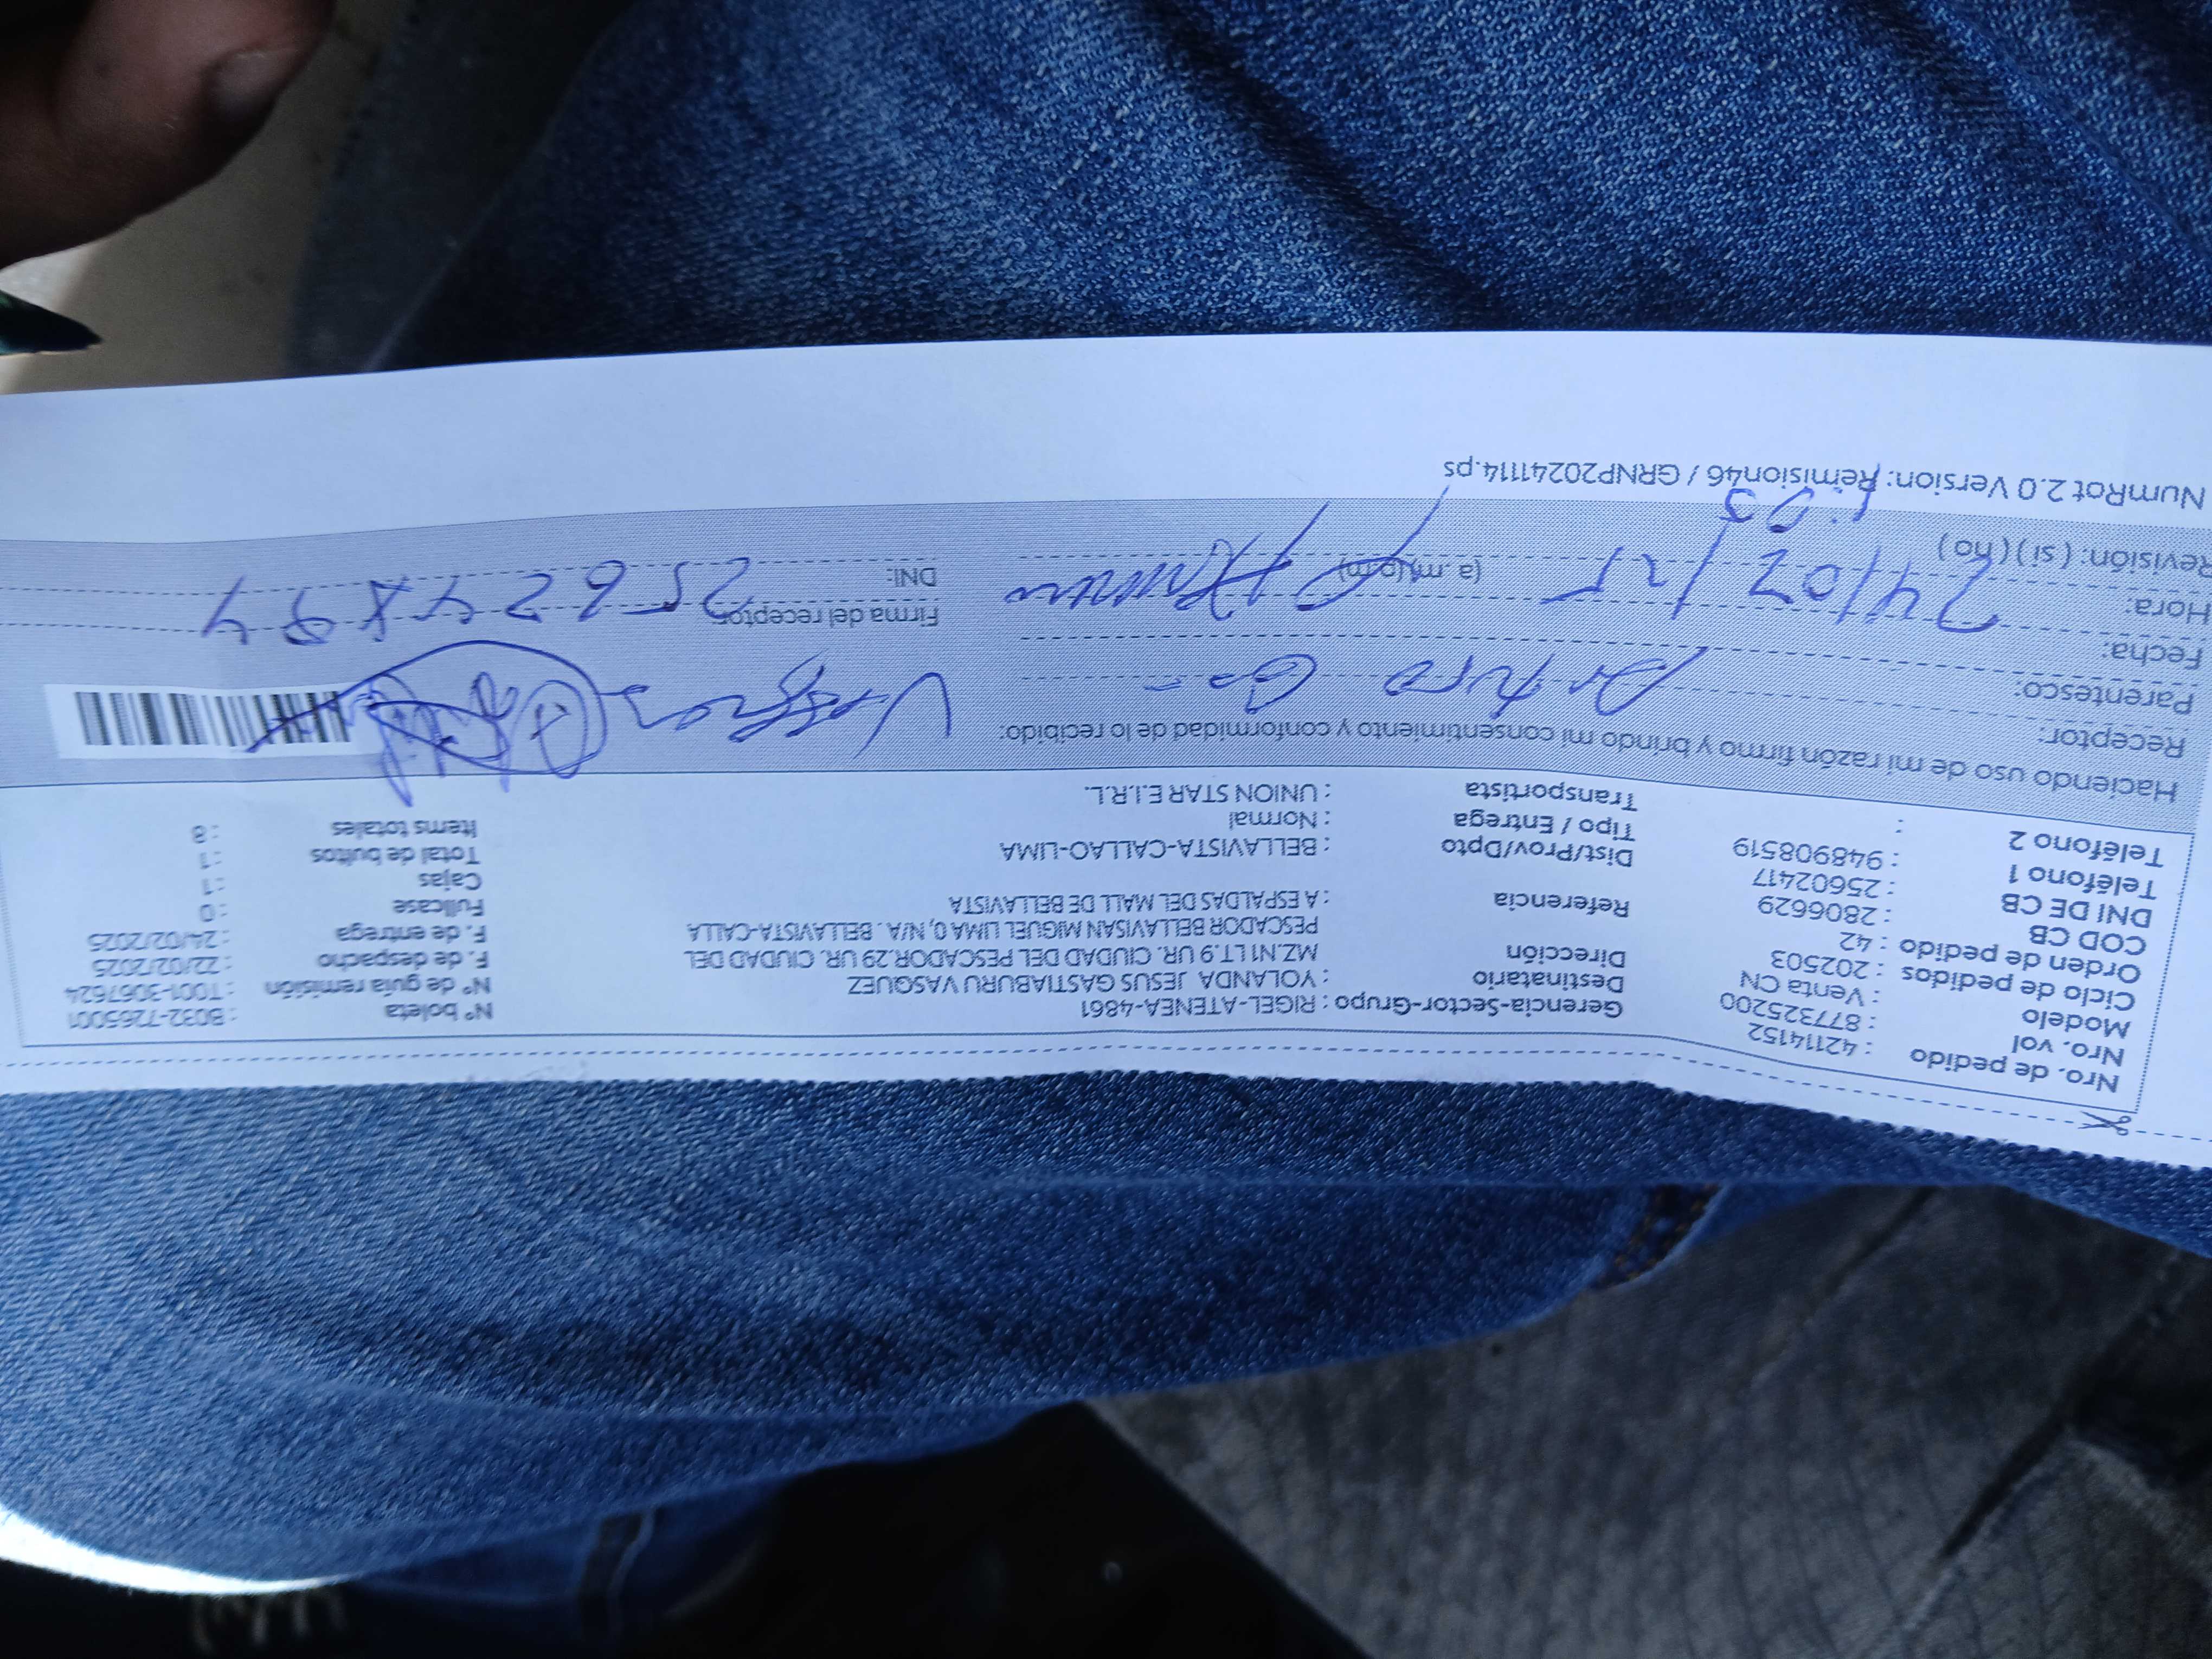 Nro. de pedido : 42114152
Nro. vol : 877325200
Modelo : Venta CN
Ciclo de pedidos : 202503
Orden de pedido : 42
COD CB : 2806629
DNI DE CB : 25602417
Teléfono 1 : 948908519
Teléfono 2 :
Gerencia-Sector-Grupo : RIGEL-ATENEA-4861
Destinatario : YOLANDA JESUS GASTIABURU VASQUEZ
Dirección MZ.N1 LT.9 UR. CIUDAD DEL PESCADOR.29 UR. CIUDAD DEL
PESCADOR BELLAVISAN MIGUEL LIMA 0, N/A . BELLAVISTA-CALLA
Referencia : A ESPALDAS DEL MALL DE BELLAVISTA
Dist/Prov/Dpto : BELLAVISTA-CALLAO-LIMA
Tipo / Entrega : Normal
Transportista : UNION STAR E.I.R.L.
N° boleta : B032-7265001
N° de guía remisión : T001-3067624
F. de despacho : 22/02/2025
F. de entrega : 24/02/2025
Fullcase : 0
Cajas : 1
Total de bultos : 1
Items totales : 8
Haciendo uso de mi razón firmo y brindo mi consentimiento y conformidad de lo recibido:
Receptor: Arturo
Parentesco:
Fecha: 24/02/25
Hora: (a. m) (p.m)
Revisión: ( si ) ( no ) 1:03
Firma del receptor
DNI:
NumRot 2.0 Version: Remision46 / GRNP20241114.ps